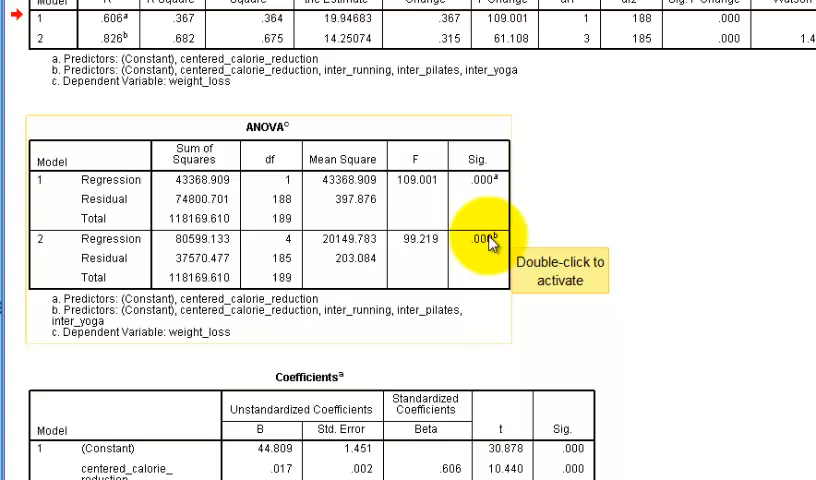 Model R R Square Square the Estimate Change F Change df1 df2 Sig. F Change Watson
1 .606a .367 .364 19.94683 .367 109.001 1 188 .000
2 .826b .682 .675 14.25074 .315 61.108 3 185 .000 1.4
a. Predictors: (Constant), centered_calorie_reduction
b. Predictors: (Constant), centered_calorie_reduction, inter_running, inter_pilates, inter_yoga
c. Dependent Variable: weight_loss
ANOVAc
Model Sum of Squares df Mean Square F Sig.
1 Regression 43368.909 1 43368.909 109.001 .000a
Residual 74800.701 188 397.876
Total 118169.610 189
2 Regression 80599.133 4 20149.783 99.219 .000b
Residual 37570.477 185 203.084
Total 118169.610 189
Double-click to
activate
a. Predictors: (Constant), centered_calorie_reduction
b. Predictors: (Constant), centered_calorie_reduction, inter_running, inter_pilates,
inter_yoga
c. Dependent Variable: weight_loss
Coefficientsa
Unstandardized Coefficients Standardized Coefficients
Model B Std. Error Beta t Sig.
1 (Constant) 44.809 1.451 30.878 .000
centered_calorie_ .017 .002 .606 10.440 .000
reduction